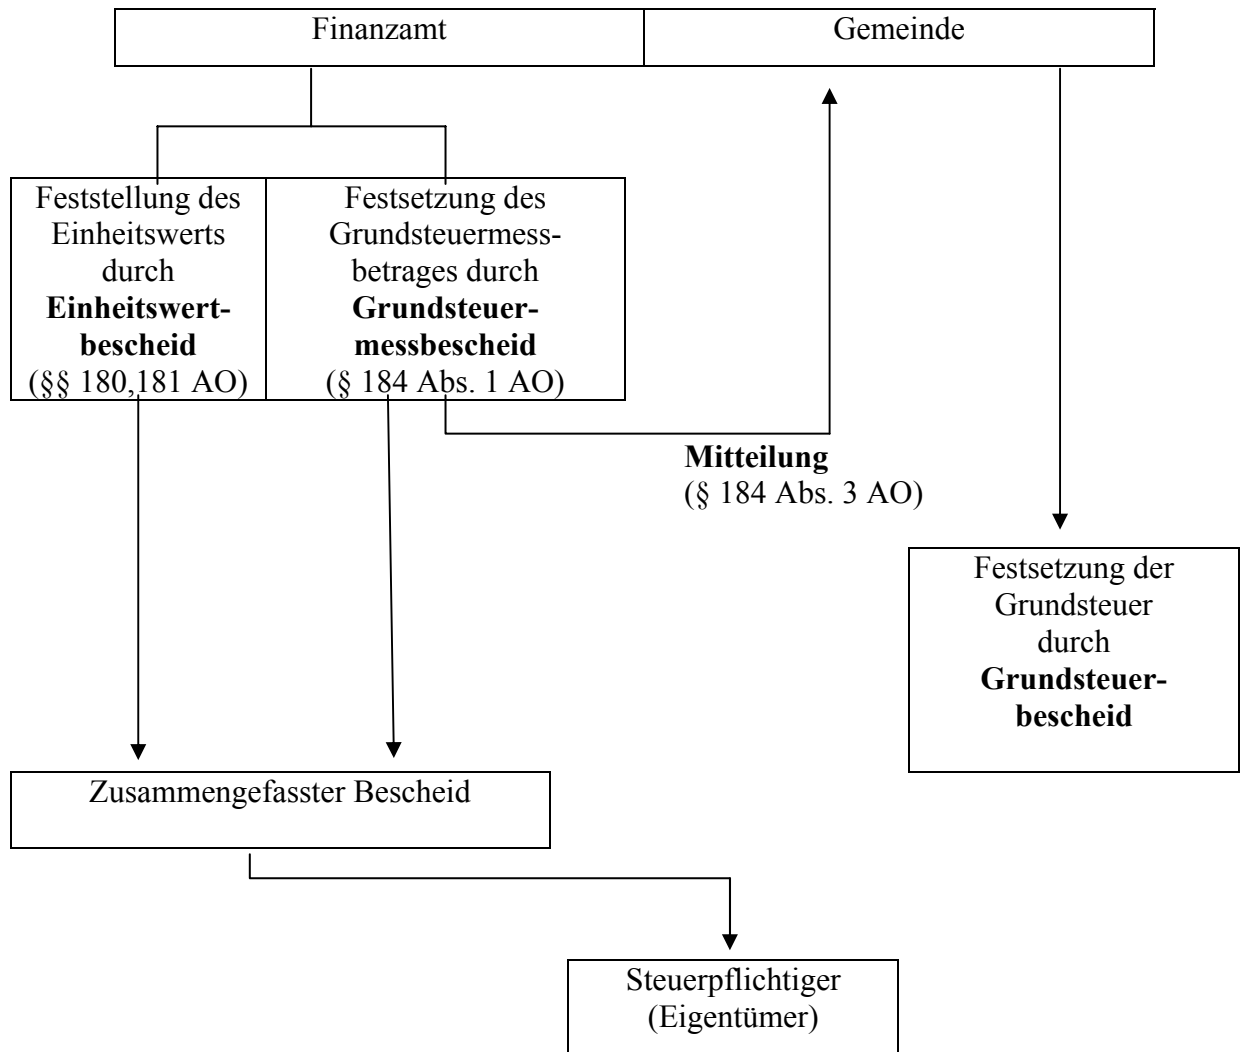 Finanzamt
Gemeinde
Feststellung des
Einheitswerts
durch
Einheitswert-
bescheid
(§§ 180,181 AO)
Festsetzung des
Grundsteuermess-
betrages durch
Grundsteuer-
messbescheid
(§ 184 Abs. 1 AO)
Mitteilung
(§ 184 Abs. 3 AO)
Festsetzung der
Grundsteuer
durch
Grundsteuer-
bescheid
Zusammengefasster Bescheid
Steuerpflichtiger
(Eigentümer)